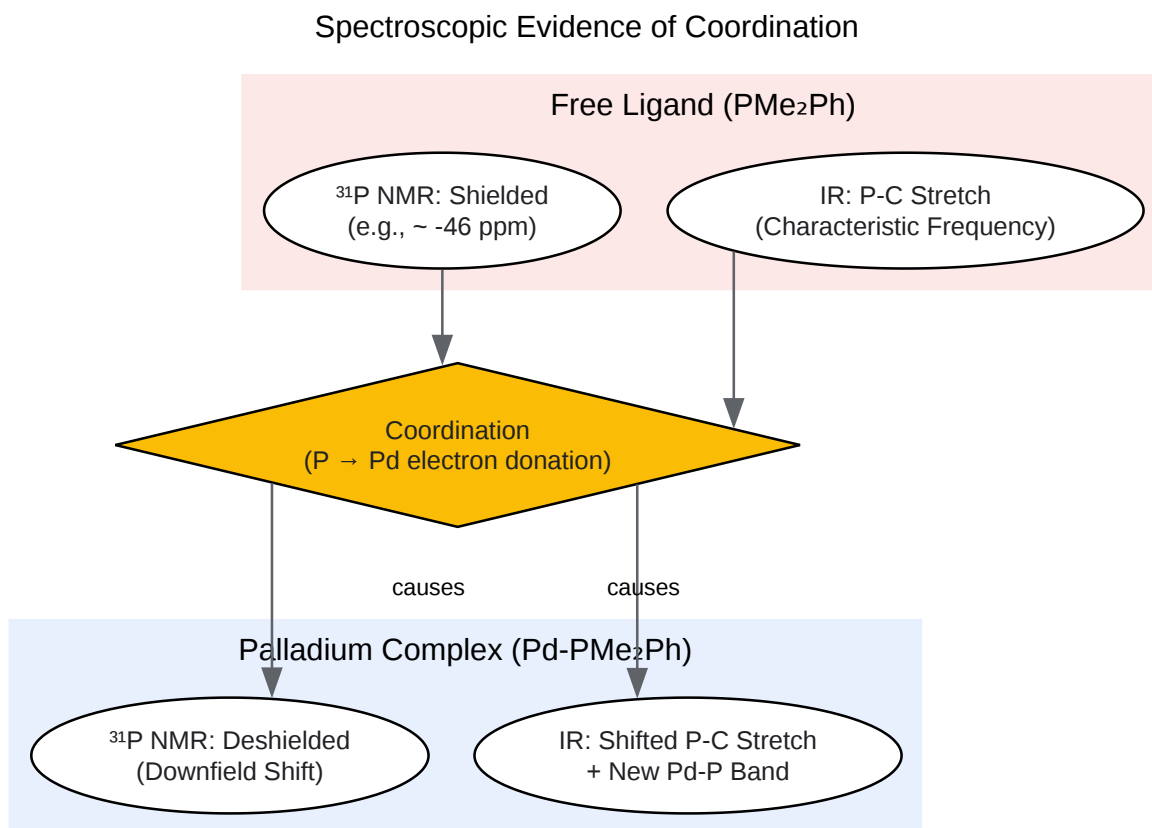 Spectroscopic Evidence of Coordination
Free Ligand (PMe₂Ph)
³¹P NMR: Shielded
(e.g., ~ -46 ppm)
IR: P-C Stretch
(Characteristic Frequency)
Coordination
(P → Pd electron donation)
causes
causes
Palladium Complex (Pd-PMe₂Ph)
³¹P NMR: Deshielded
(Downfield Shift)
IR: Shifted P-C Stretch
+ New Pd-P Band